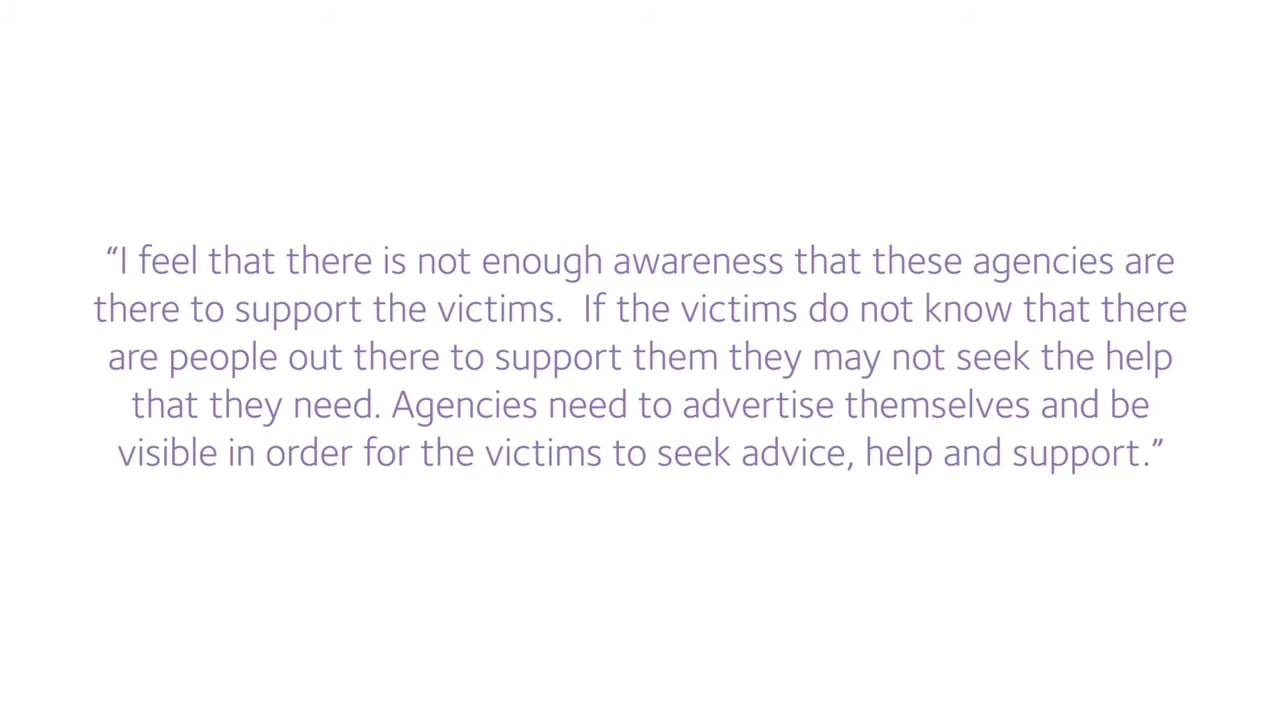 “I feel that there is not enough awareness that these agencies are
there to support the victims.  If the victims do not know that there
are people out there to support them they may not seek the help
that they need. Agencies need to advertise themselves and be
visible in order for the victims to seek advice, help and support.”